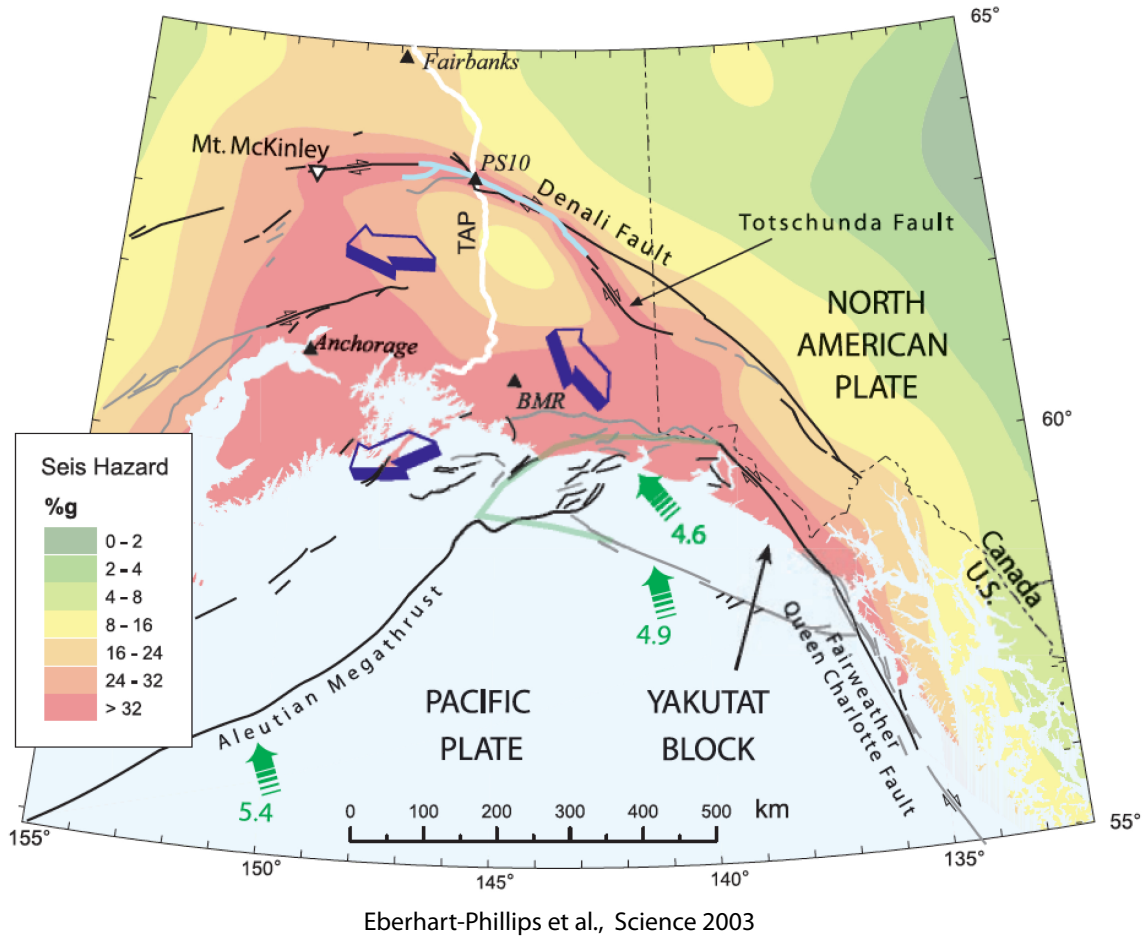 65°
Fairbanks
Mt. McKinley
PS10
Denali Fault
TAP
Totschunda Fault
NORTH
AMERICAN
PLATE
Anchorage
BMR
60°
Seis Hazard
%g
0 - 2
2 - 4
4 - 8
8 - 16
16 - 24
24 - 32
> 32
4.6
4.9
5.4
Canada
U.S.
Aleutian Megathrust
PACIFIC
PLATE
YAKUTAT
BLOCK
Fairweather
Queen Charlotte Fault
0 100 200 300 400 500 km
155°
150°
145°
140°
135°
55°
Eberhart-Phillips et al., Science 2003